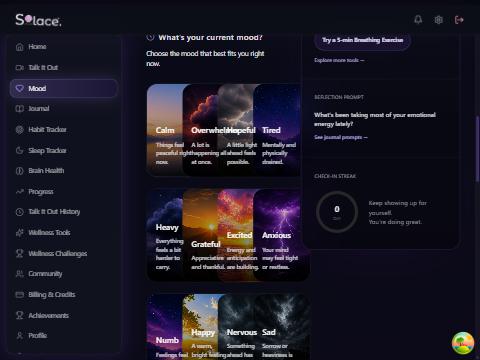 Solace.
Home
Talk It Out
Mood
Journal
Habit Tracker
Sleep Tracker
Brain Health
Progress
Talk It Out History
Wellness Tools
Wellness Challenges
Community
Billing & Credits
Achievements
Profile
What's your current mood?
Choose the mood that best fits you right
now.
Calm
Things feel
peaceful right
now.
Overwhelmed
A lot is
happening all
at once.
Hopeful
A little light
ahead feels
possible.
Tired
Mentally and
physically
drained.
Heavy
Everything
feels a bit
harder to
carry.
Grateful
Appreciative
and thankful.
Excited
Energy and
anticipation
are building.
Anxious
Your mind
may feel tight
or restless.
Numb
Feelings feel
Happy
A warm,
bright feeling
Nervous
Something
ahead has
Sad
Sorrow or
heaviness is
Try a 5-min Breathing Exercise
Explore more tools →
REFLECTION PROMPT
What's been taking most of your emotional
energy lately?
See journal prompts →
CHECK-IN STREAK
0
Keep showing up for
yourself.
You're doing great.